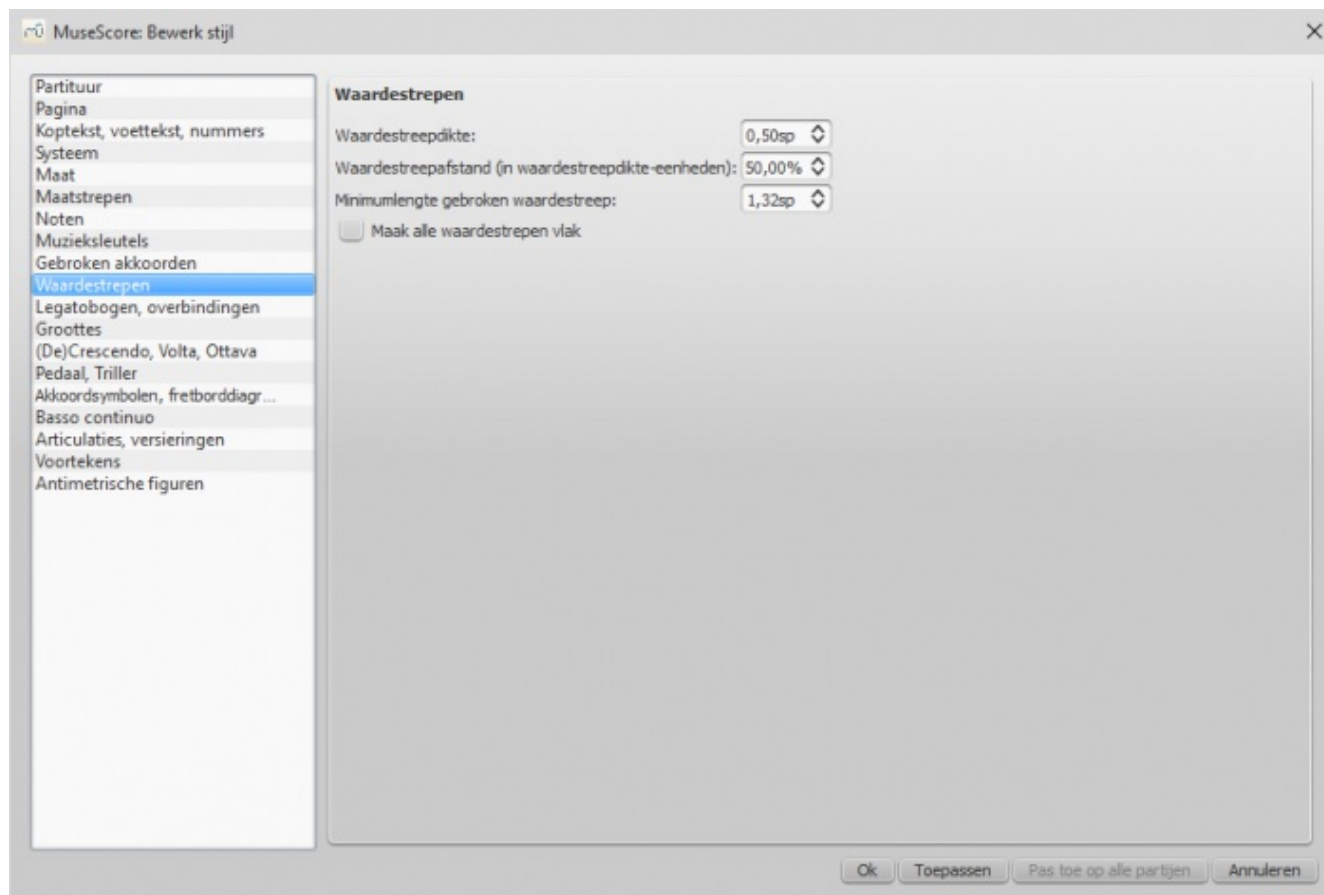 MuseScore: Bewerk stijl
Partituur
Pagina
Koptekst, voettekst, nummers
Systeem
Maat
Maatstrepen
Noten
Muzieksleutels
Gebroken akkoorden
Waardestrepen
Legatobogen, overbindingen
Groottes
(De)Crescendo, Volta, Ottava
Pedaal, Triller
Akkoordsymbolen, fretborddiagr...
Basso continuo
Articulaties, versieringen
Voortekens
Antimetrische figuren
Waardestrepen
Waardestreepdikte: 0,50sp
Waardestreepafstand (in waardestreepdikte-eenheden): 50,00%
Minimumlengte gebroken waardestreep: 1,32sp
Maak alle waardestrepen vlak
Ok Toepassen Pas toe op alle partijen Annuleren